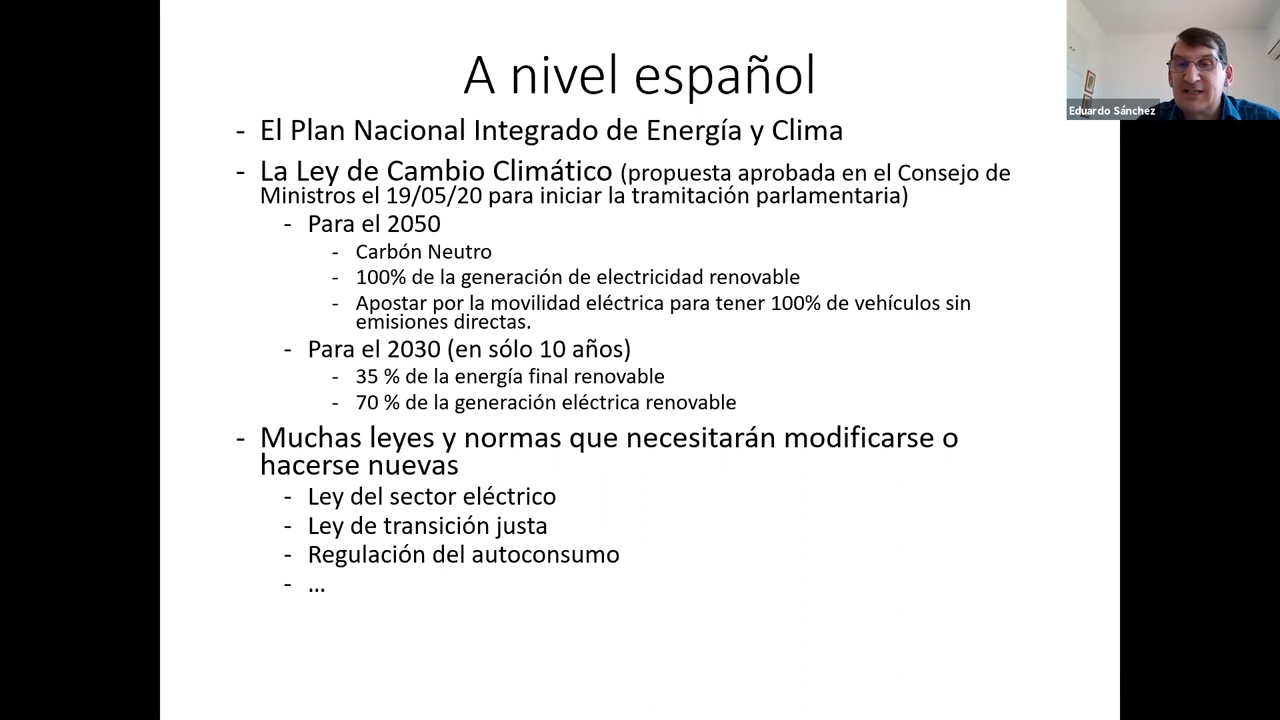 A nivel español
Eduardo Sánchez
- El Plan Nacional Integrado de Energía y Clima
- La Ley de Cambio Climático (propuesta aprobada en el Consejo de
Ministros el 19/05/20 para iniciar la tramitación parlamentaria)
- Para el 2050
- Carbón Neutro
- 100% de la generación de electricidad renovable
- Apostar por la movilidad eléctrica para tener 100% de vehículos sin
emisiones directas.
- Para el 2030 (en sólo 10 años)
- 35 % de la energía final renovable
- 70 % de la generación eléctrica renovable
- Muchas leyes y normas que necesitarán modificarse o
hacerse nuevas
- Ley del sector eléctrico
- Ley de transición justa
- Regulación del autoconsumo
- ...